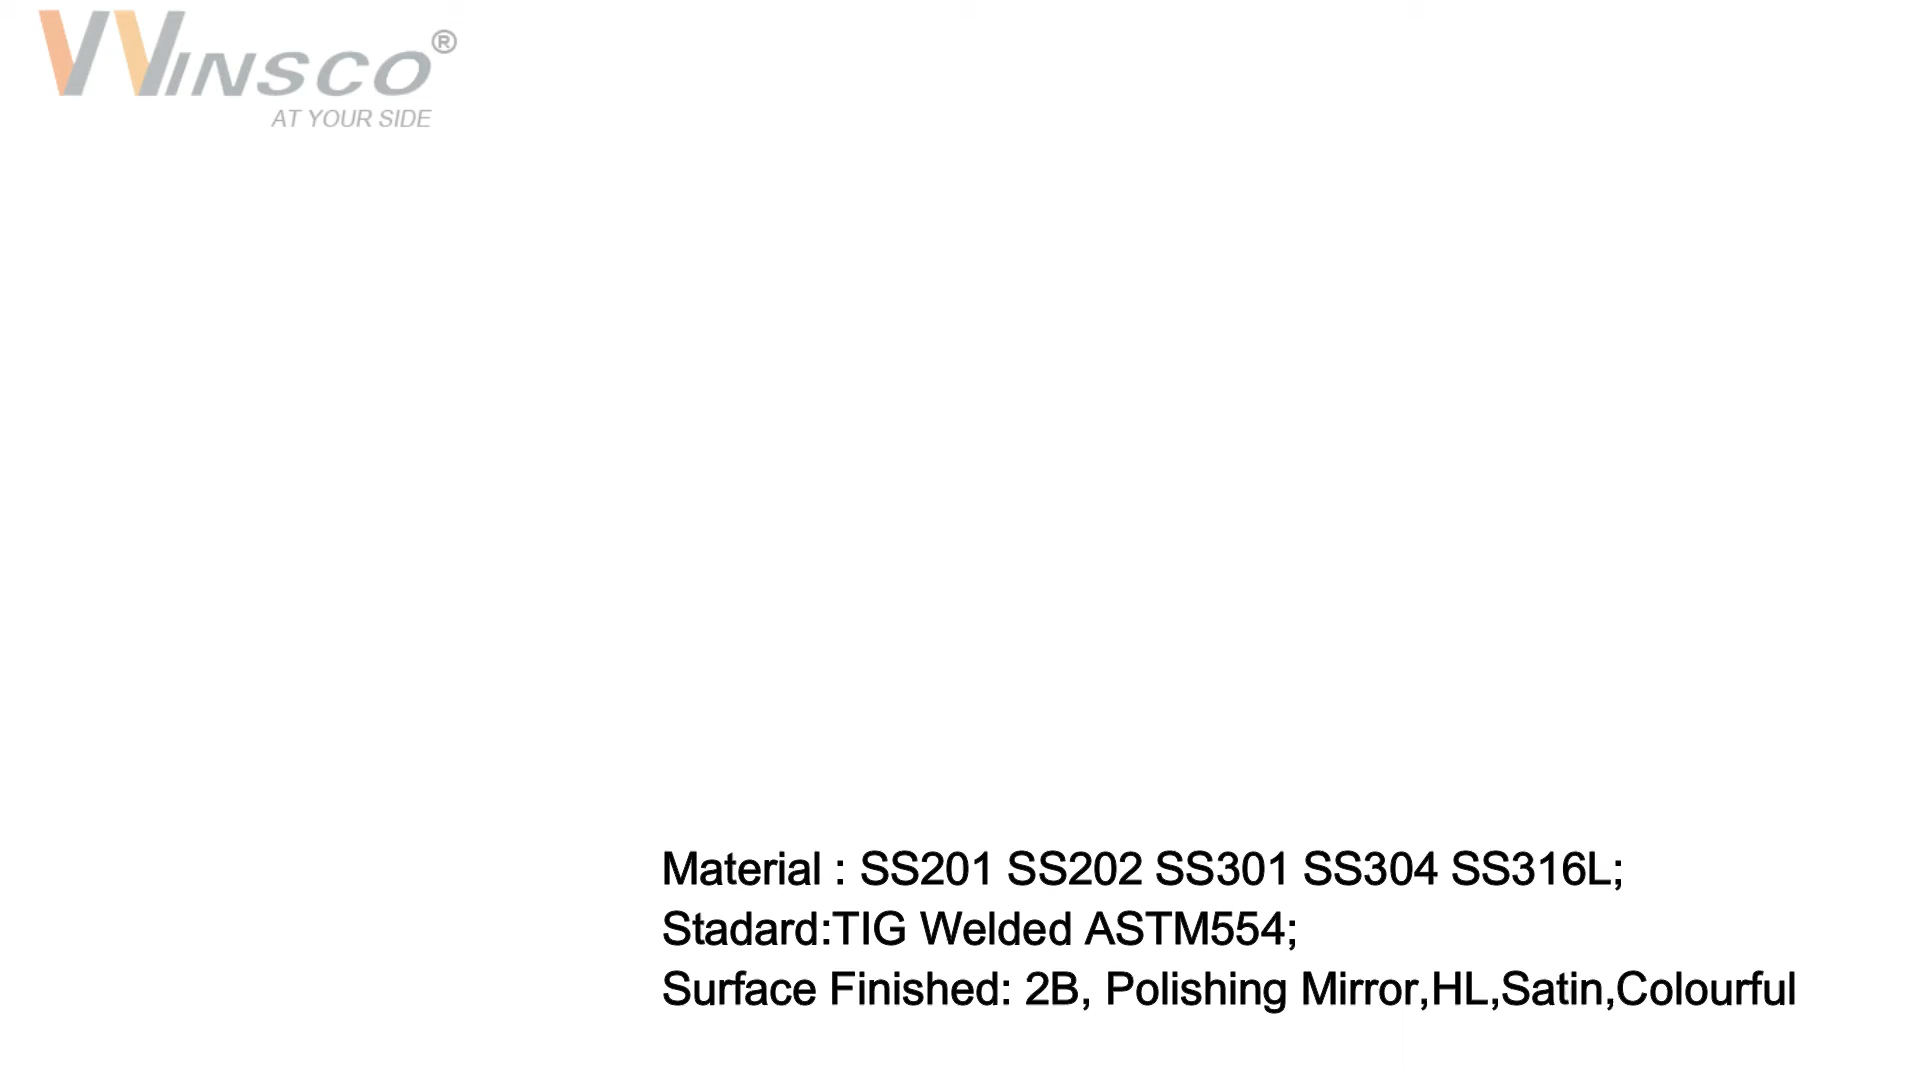 WINSCO®
AT YOUR SIDE
Material : SS201 SS202 SS301 SS304 SS316L;
Stadard:TIG Welded ASTM554;
Surface Finished: 2B, Polishing Mirror,HL,Satin,Colourful